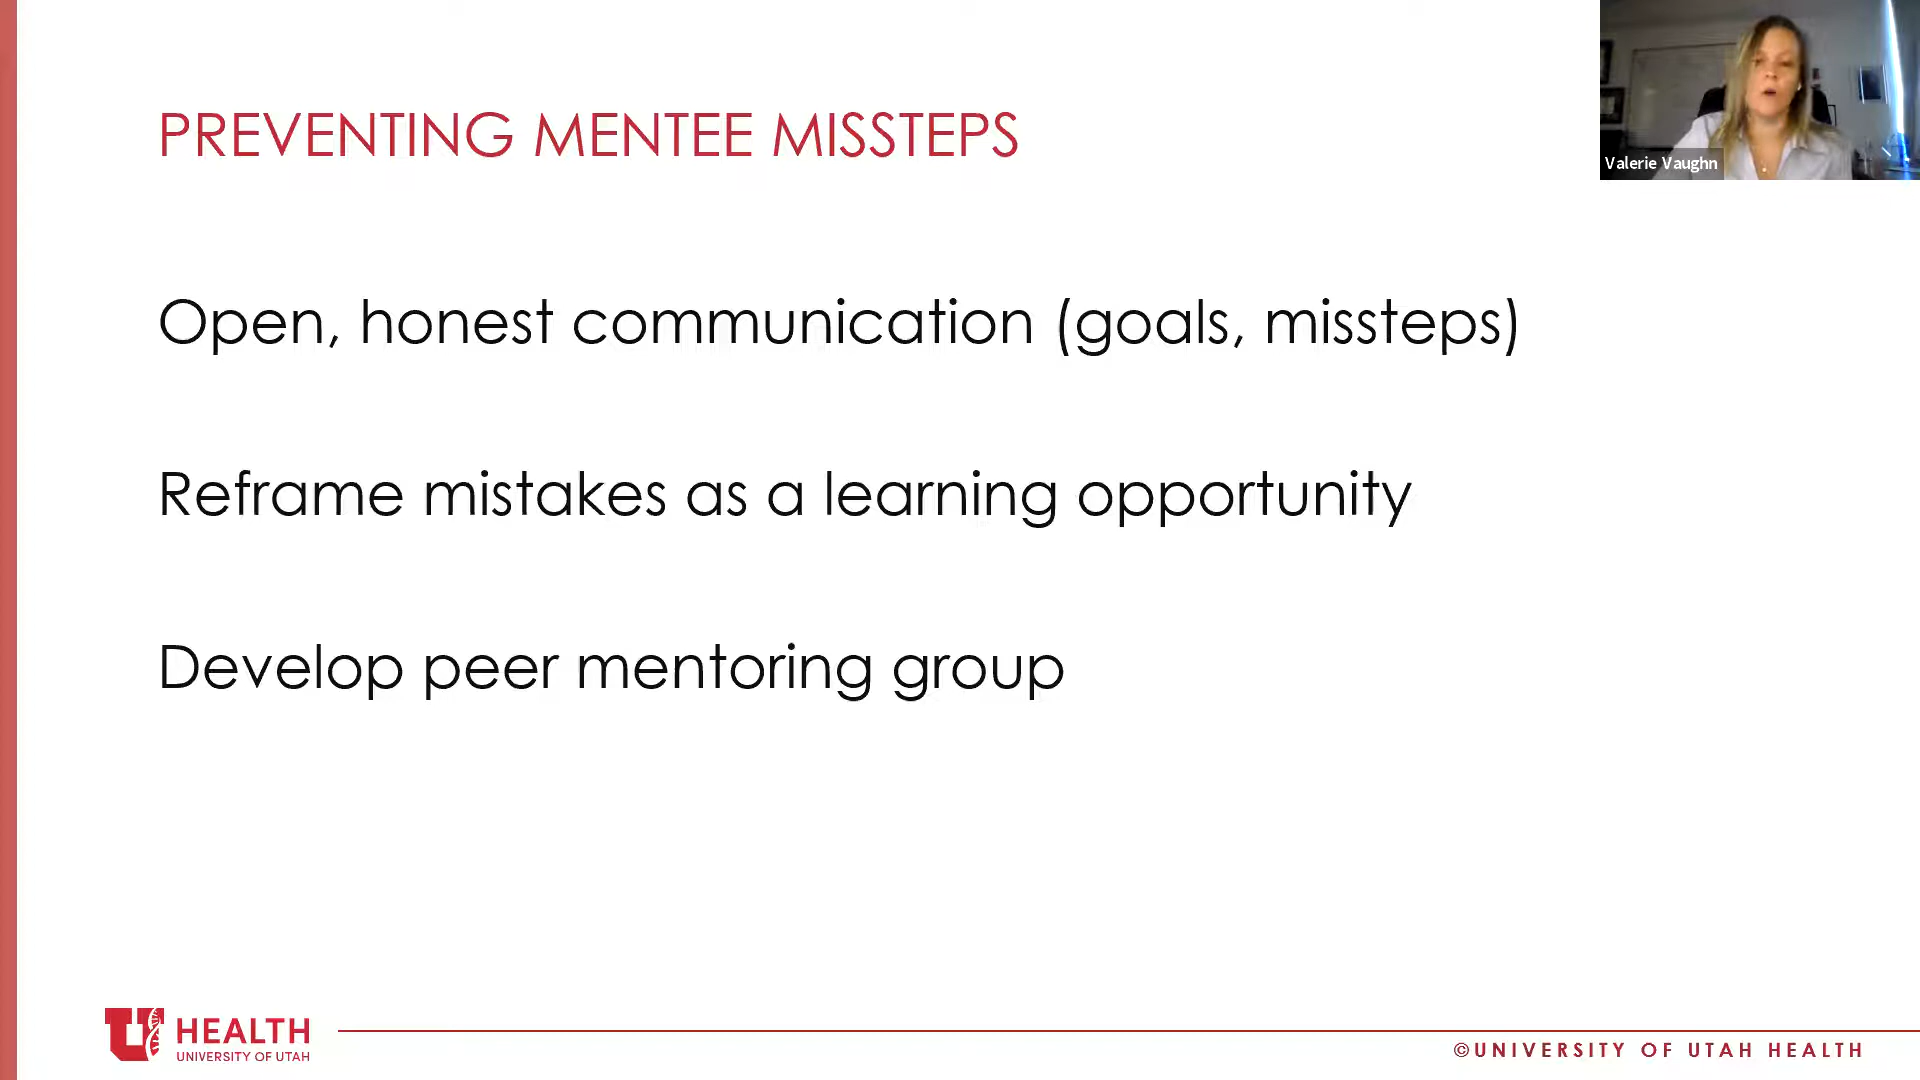 PREVENTING MENTEE MISSTEPS
Valerie Vaughn
Open, honest communication (goals, missteps)
Reframe mistakes as a learning opportunity
Develop peer mentoring group
U HEALTH
UNIVERSITY OF UTAH
©UNIVERSITY OF UTAH HEALTH